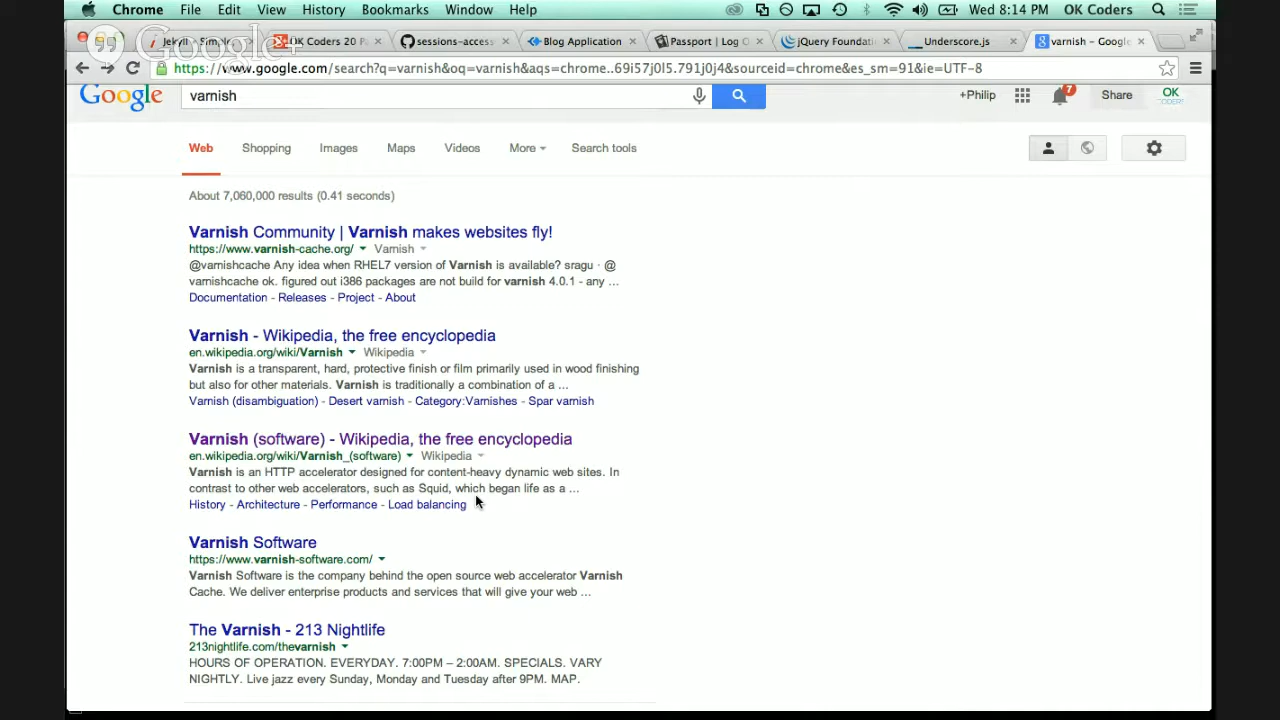 Chrome File Edit View History Bookmarks Window Help Wed 8:14 PM OK Coders
Google+
Jekyll • Simple OK Coders 20 P sessions-access Blog Application Passport | Log O jQuery Foundati Underscore.js varnish - Google
https://www.google.com/search?q=varnish&oq=varnish&aqs=chrome..69i57j0l5.791j0j4&sourceid=chrome&es_sm=91&ie=UTF-8
Google varnish +Philip 7 Share OK CODERS!
Web Shopping Images Maps Videos More Search tools
About 7,060,000 results (0.41 seconds)
Varnish Community | Varnish makes websites fly!
https://www.varnish-cache.org/ Varnish
@varnishcache Any idea when RHEL7 version of Varnish is available? sragu · @
varnishcache ok. figured out i386 packages are not build for varnish 4.0.1 - any ...
Documentation - Releases - Project - About
Varnish - Wikipedia, the free encyclopedia
en.wikipedia.org/wiki/Varnish Wikipedia
Varnish is a transparent, hard, protective finish or film primarily used in wood finishing
but also for other materials. Varnish is traditionally a combination of a ...
Varnish (disambiguation) - Desert varnish - Category:Varnishes - Spar varnish
Varnish (software) - Wikipedia, the free encyclopedia
en.wikipedia.org/wiki/Varnish_(software) Wikipedia
Varnish is an HTTP accelerator designed for content-heavy dynamic web sites. In
contrast to other web accelerators, such as Squid, which began life as a ...
History - Architecture - Performance - Load balancing
Varnish Software
https://www.varnish-software.com/
Varnish Software is the company behind the open source web accelerator Varnish
Cache. We deliver enterprise products and services that will give your web ...
The Varnish - 213 Nightlife
213nightlife.com/thevarnish
HOURS OF OPERATION. EVERYDAY. 7:00PM – 2:00AM. SPECIALS. VARY
NIGHTLY. Live jazz every Sunday, Monday and Tuesday after 9PM. MAP.